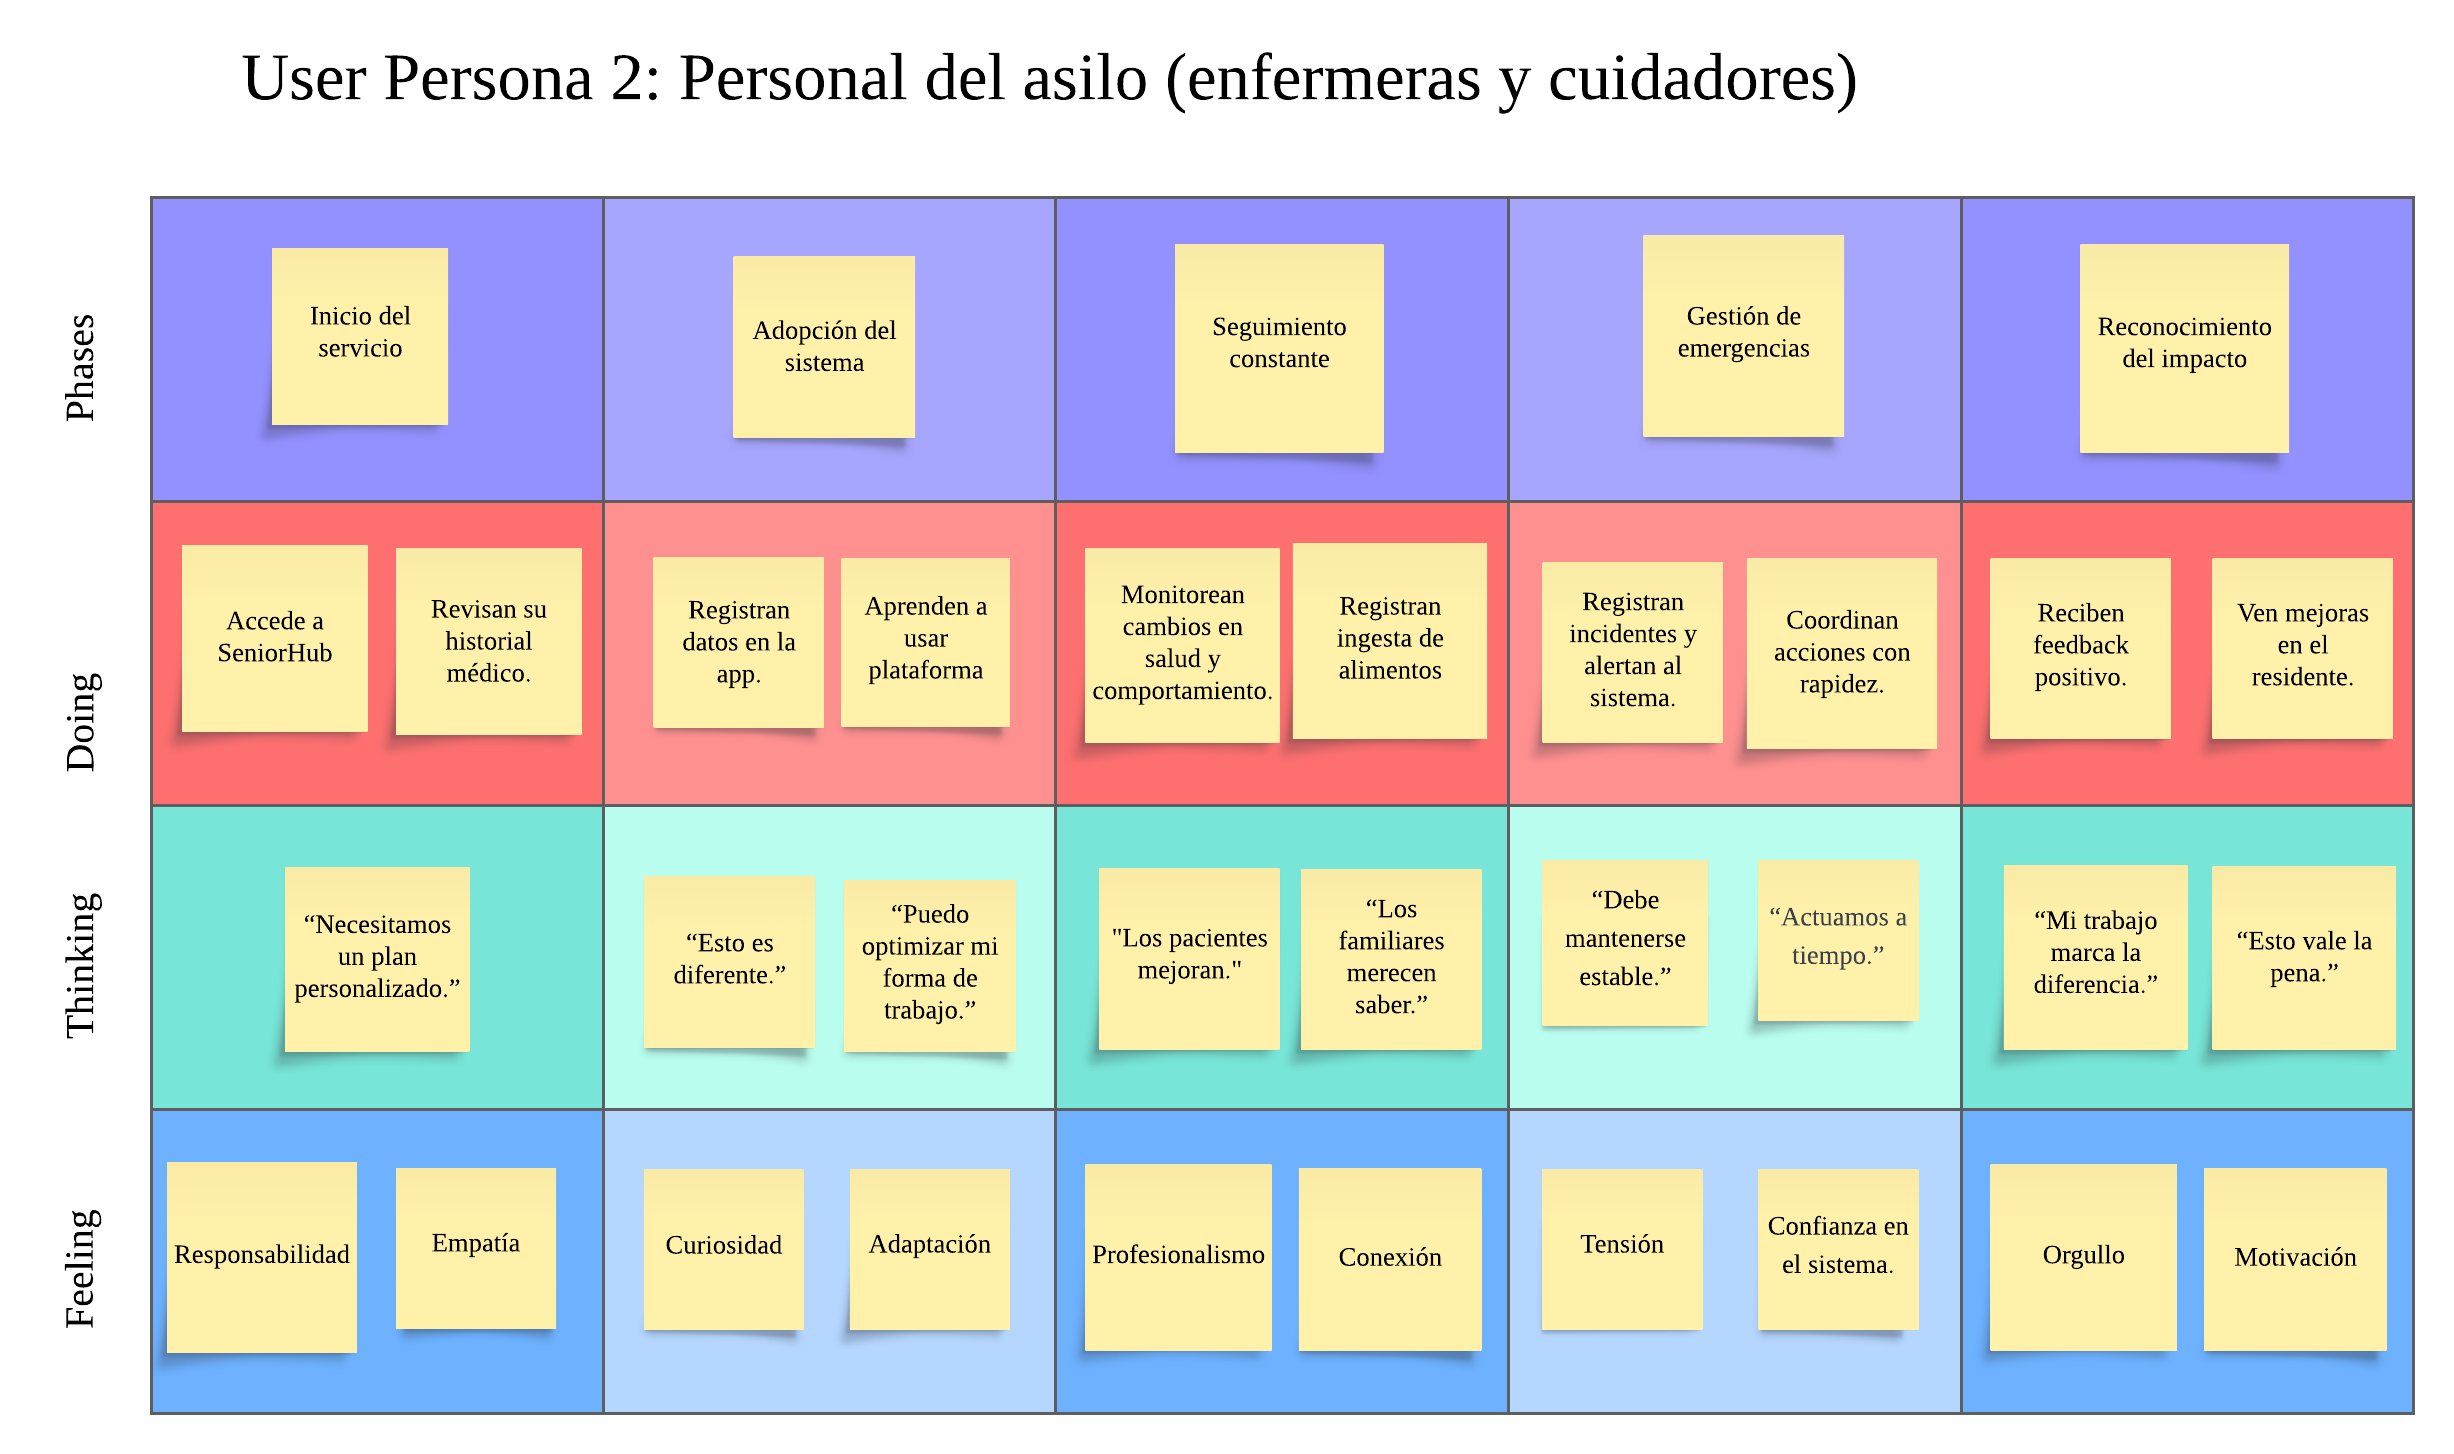 User Persona 2: Personal del asilo (enfermeras y cuidadores)
Phases
Inicio del
servicio
Adopción del
sistema
Seguimiento
constante
Gestión de
emergencias
Reconocimiento
del impacto
Doing
Accede a
SeniorHub
Revisan su
historial
médico.
Registran
datos en la
app.
Aprenden a
usar
plataforma
Monitorean
cambios en
salud y
comportamiento.
Registran
ingesta de
alimentos
Registran
incidentes y
alertan al
sistema.
Coordinan
acciones con
rapidez.
Reciben
feedback
positivo.
Ven mejoras
en el
residente.
Thinking
“Necesitamos
un plan
personalizado.”
“Esto es
diferente.”
“Puedo
optimizar mi
forma de
trabajo.”
"Los pacientes
mejoran."
“Los
familiares
merecen
saber.”
“Debe
mantenerse
estable.”
“Actuamos a
tiempo.”
“Mi trabajo
marca la
diferencia.”
“Esto vale la
pena.”
Feeling
Responsabilidad
Empatía
Curiosidad
Adaptación
Profesionalismo
Conexión
Tensión
Confianza en
el sistema.
Orgullo
Motivación